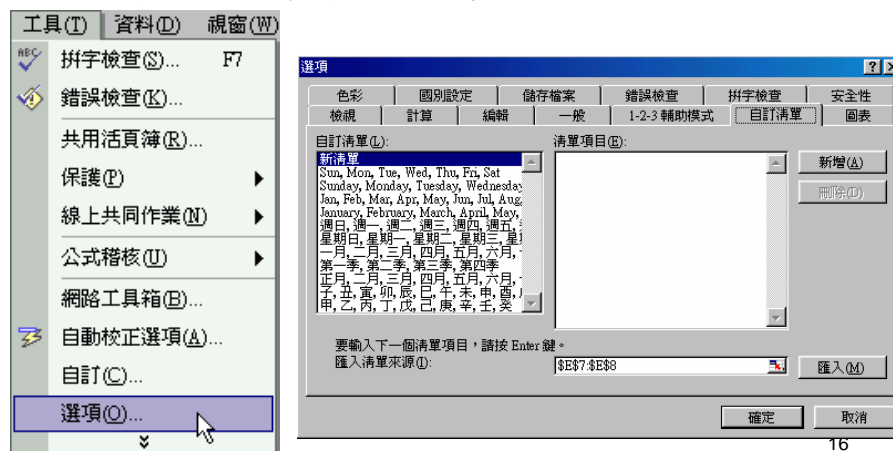 工具(T) 資料(D) 視窗(W)
拼字檢查(S)... F7
錯誤檢查(K)...
共用活頁簿(R)...
保護(P)
線上共同作業(N)
公式稽核(U)
網路工具箱(B)...
自動校正選項(A)...
自訂(C)...
選項(O)...
選項
色彩 國別設定 儲存檔案 錯誤檢查 拼字檢查 安全性
檢視 計算 編輯 一般 1-2-3 輔助模式 自訂清單 圖表
自訂清單(L): 清單項目(E):
新清單
Sun, Mon, Tue, Wed, Thu, Fri, Sat
Sunday, Monday, Tuesday, Wednesday
Jan, Feb, Mar, Apr, May, Jun, Jul, Aug,
January, February, March, April, May,
週日, 週一, 週二, 週三, 週四, 週五,
星期日, 星期一, 星期二, 星期三,
一月, 二月, 三月, 四月, 五月, 六月,
第一季, 第二季, 第三季, 第四季
正月, 二月, 三月, 四月, 五月, 六月,
子, 丑, 寅, 卯, 辰, 巳, 午, 未, 申, 酉,
甲, 乙, 丙, 丁, 戊, 己, 庚, 辛, 壬, 癸
新增(A)
刪除(D)
要輸入下一個清單項目，請按 Enter 鍵。
匯入清單來源(I): $E$7:$E$8 匯入(M)
確定 取消
16